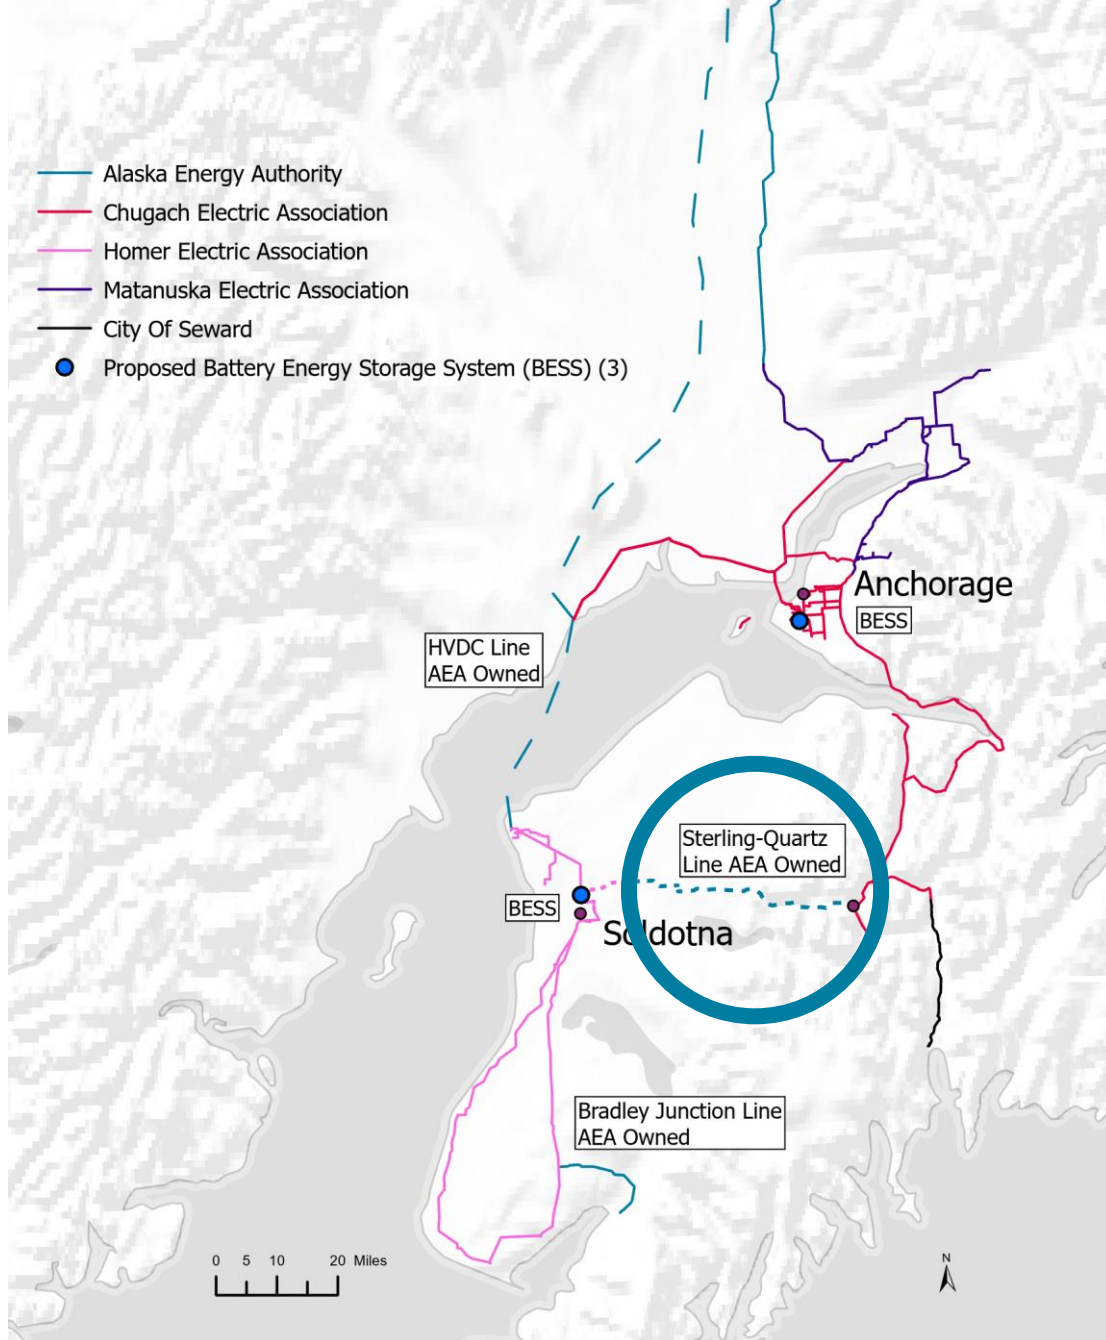 Alaska Energy Authority
Chugach Electric Association
Homer Electric Association
Matanuska Electric Association
City Of Seward
Proposed Battery Energy Storage System (BESS) (3)
Anchorage
BESS
HVDC Line
AEA Owned
Sterling-Quartz
Line AEA Owned
BESS
Soldotna
Bradley Junction Line
AEA Owned
0 5 10 20 Miles
N